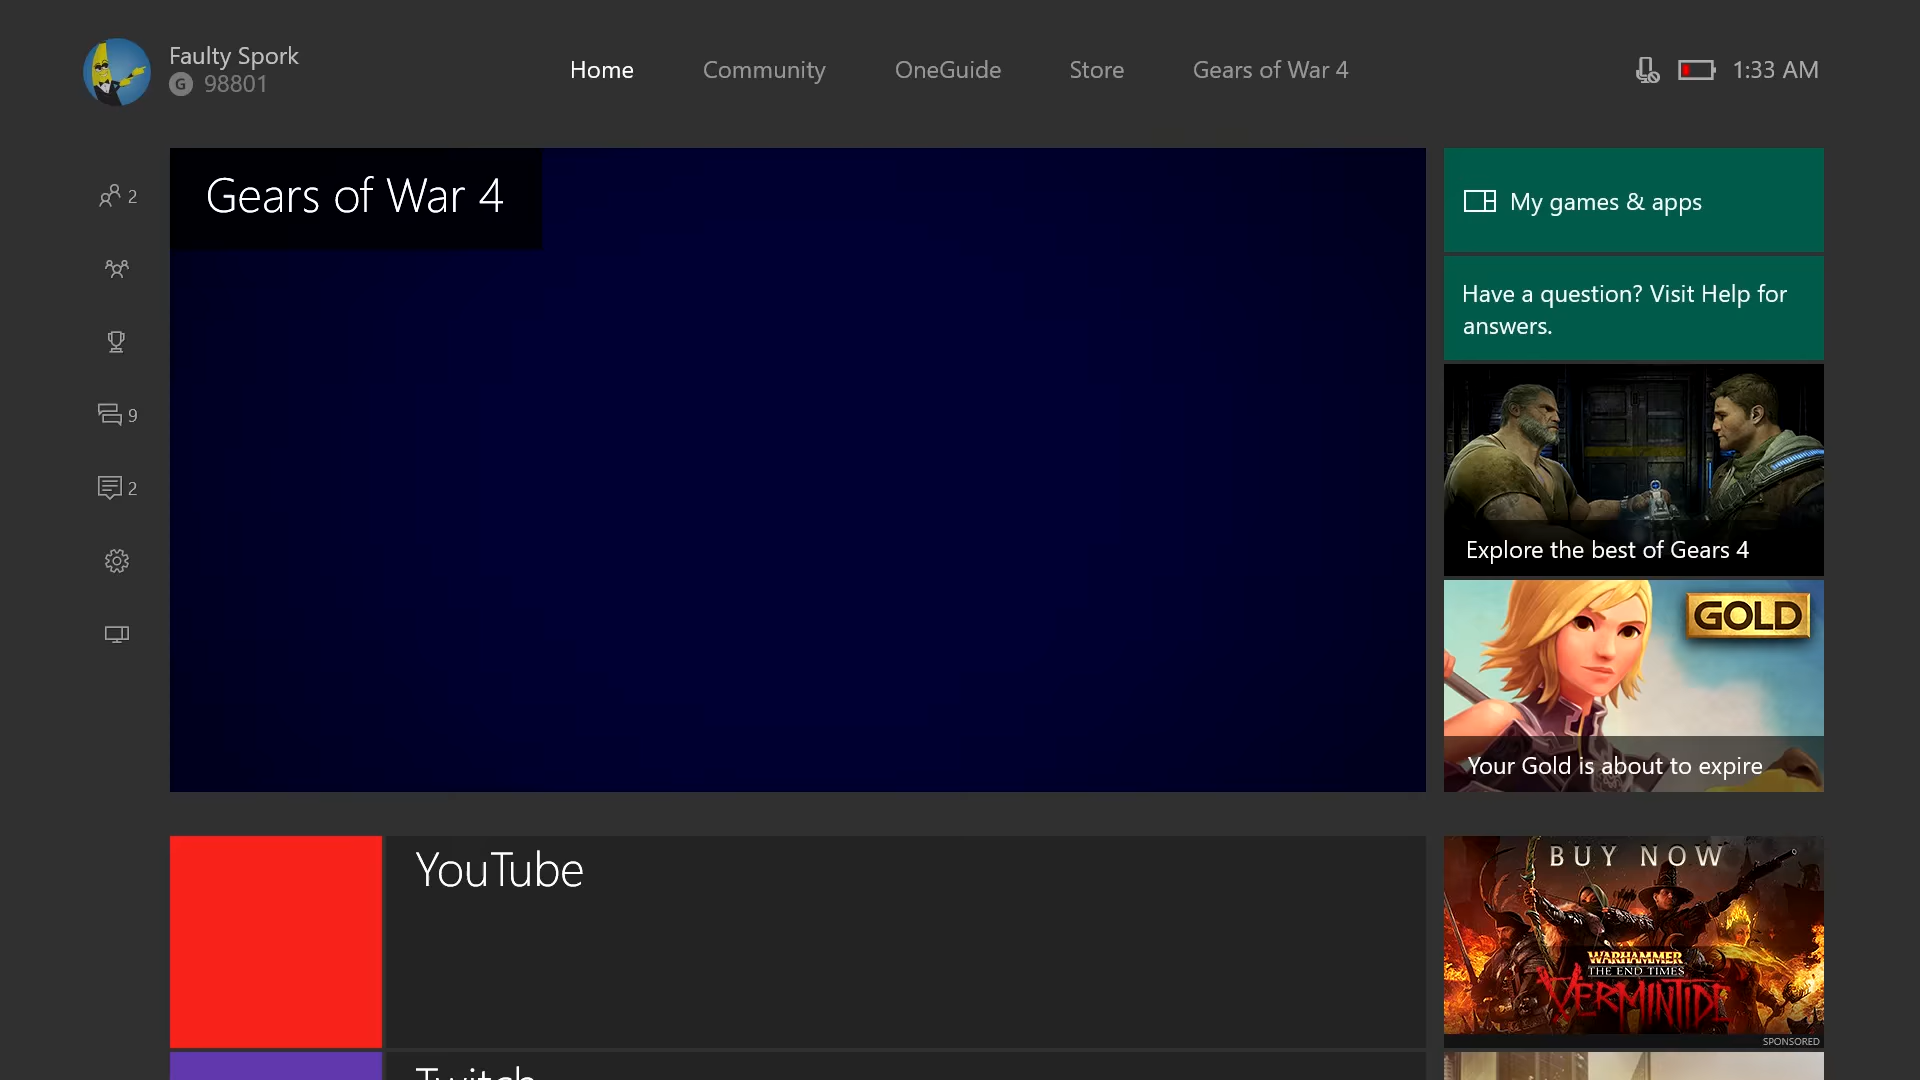 Faulty Spork
G 98801
Home
Community
OneGuide
Store
Gears of War 4
1:33 AM
2
9
2
Gears of War 4
My games & apps
Have a question? Visit Help for
answers.
Explore the best of Gears 4
GOLD
Your Gold is about to expire
YouTube
BUY NOW
WARHAMMER
THE END TIMES
VERMINTIDE
SPONSORED
Twitch